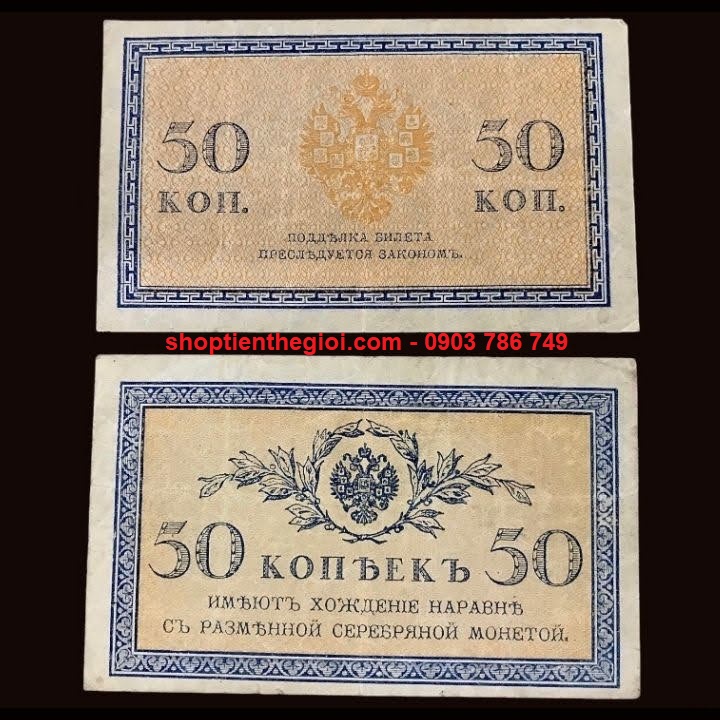 50 50
КОП. КОП.
ПОДДѢЛКА БИЛЕТА
ПРЕСЛѢДУЕТСЯ ЗАКОНОМЪ.
shoptienthegioi.com - 0903 786 749
50 КОПѢЕКЪ 50
ИМѢЮТЪ ХОЖДЕНІЕ НАРАВНѢ
СЪ РАЗМѢННОЙ СЕРЕБРЯНОЙ МОНЕТОЙ.